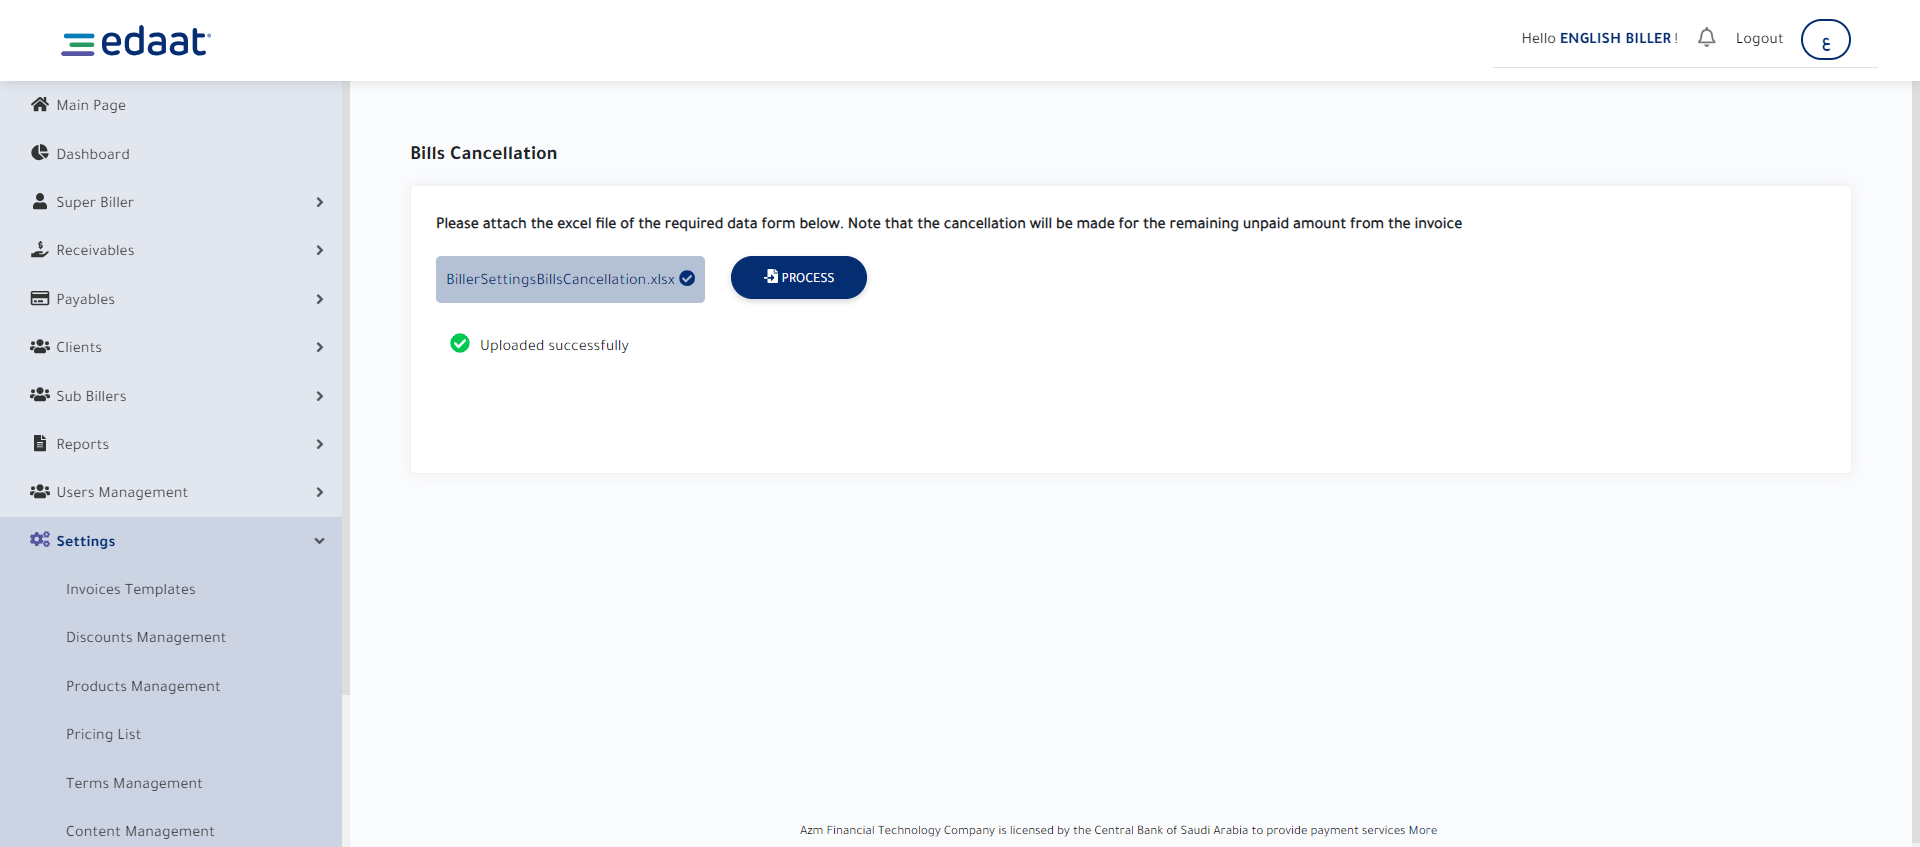 edaat
Hello ENGLISH BILLER !
Logout
ع
Main Page
Dashboard
Super Biller
Receivables
Payables
Clients
Sub Billers
Reports
Users Management
Settings
Invoices Templates
Discounts Management
Products Management
Pricing List
Terms Management
Content Management
Bills Cancellation
Please attach the excel file of the required data form below. Note that the cancellation will be made for the remaining unpaid amount from the invoice
BillerSettingsBillsCancellation.xlsx
PROCESS
Uploaded successfully
Azm Financial Technology Company is licensed by the Central Bank of Saudi Arabia to provide payment services More